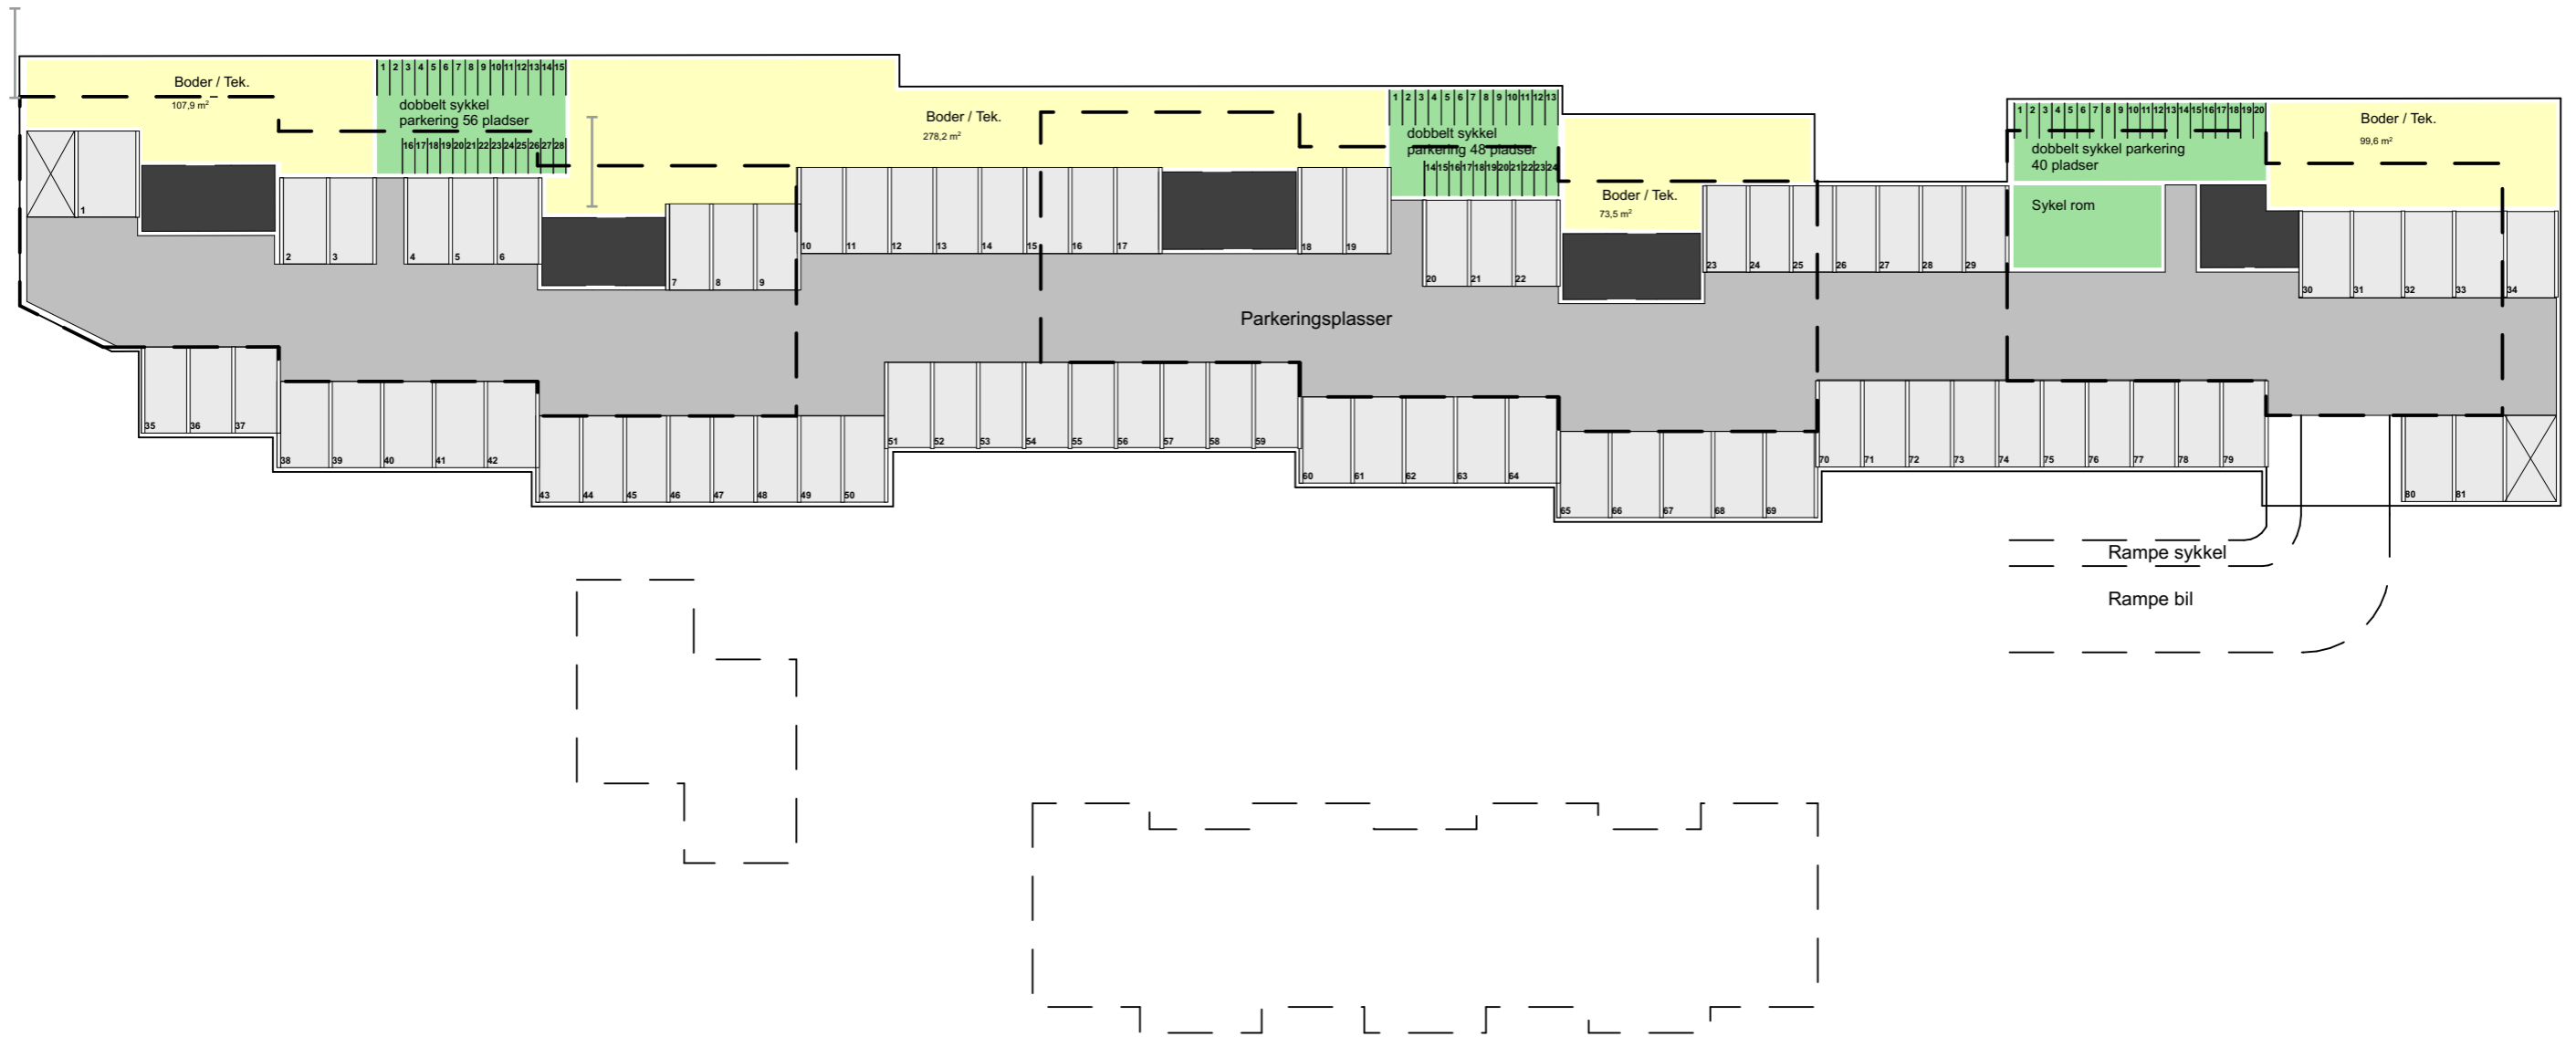 1 2 3 4 5 6 7 8 9 10 11 12 13 14 15
Boder / Tek.
107,9 m²
dobbelt sykkel
parkering 56 pladser
16 17 18 19 20 21 22 23 24 25 26 27 28
Boder / Tek.
278,2 m²
1 2 3 4 5 6 7 8 9 10 11 12 13
dobbelt sykkel
parkering 48 pladser
14 15 16 17 18 19 20 21 22 23 24
Boder / Tek.
73,5 m²
1 2 3 4 5 6 7 8 9 10 11 12 13 14 15 16 17 18 19 20
dobbelt sykkel parkering
40 pladser
Sykel rom
Boder / Tek.
99,6 m²
1
2 3 4 5 6
7 8 9
10 11 12 13 14 15 16 17
18 19
20 21 22
23 24 25 26 27 28 29
30 31 32 33 34
Parkeringsplasser
35 36 37
38 39 40 41 42
43 44 45 46 47 48 49 50
51 52 53 54 55 56 57 58 59
60 61 62 63 64
65 66 67 68 69
70 71 72 73 74 75 76 77 78 79
80 81
Rampe sykkel
Rampe bil